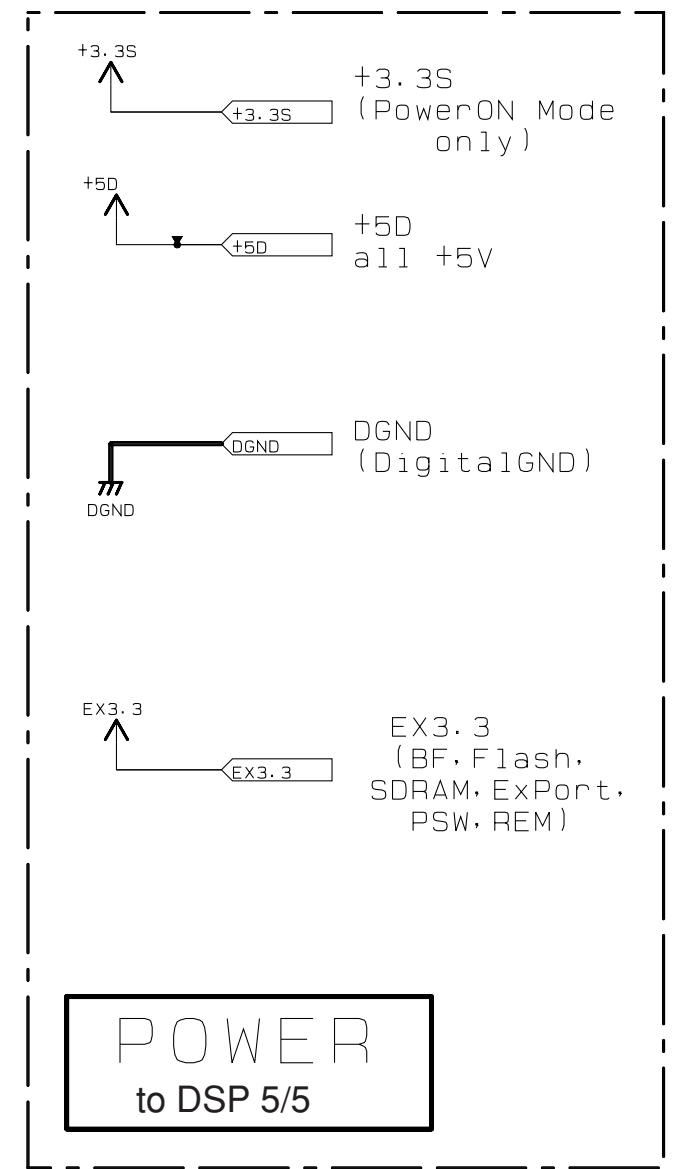 +3.3S
+3.3S
+3.3S
(PowerON Mode
only)
+5D
+5D
+5D
all +5V
DGND
DGND
DGND
(DigitalGND)
EX3.3
EX3.3
EX3.3
(BF,Flash,
SDRAM,ExPort,
PSW,REM)
POWER
to DSP 5/5